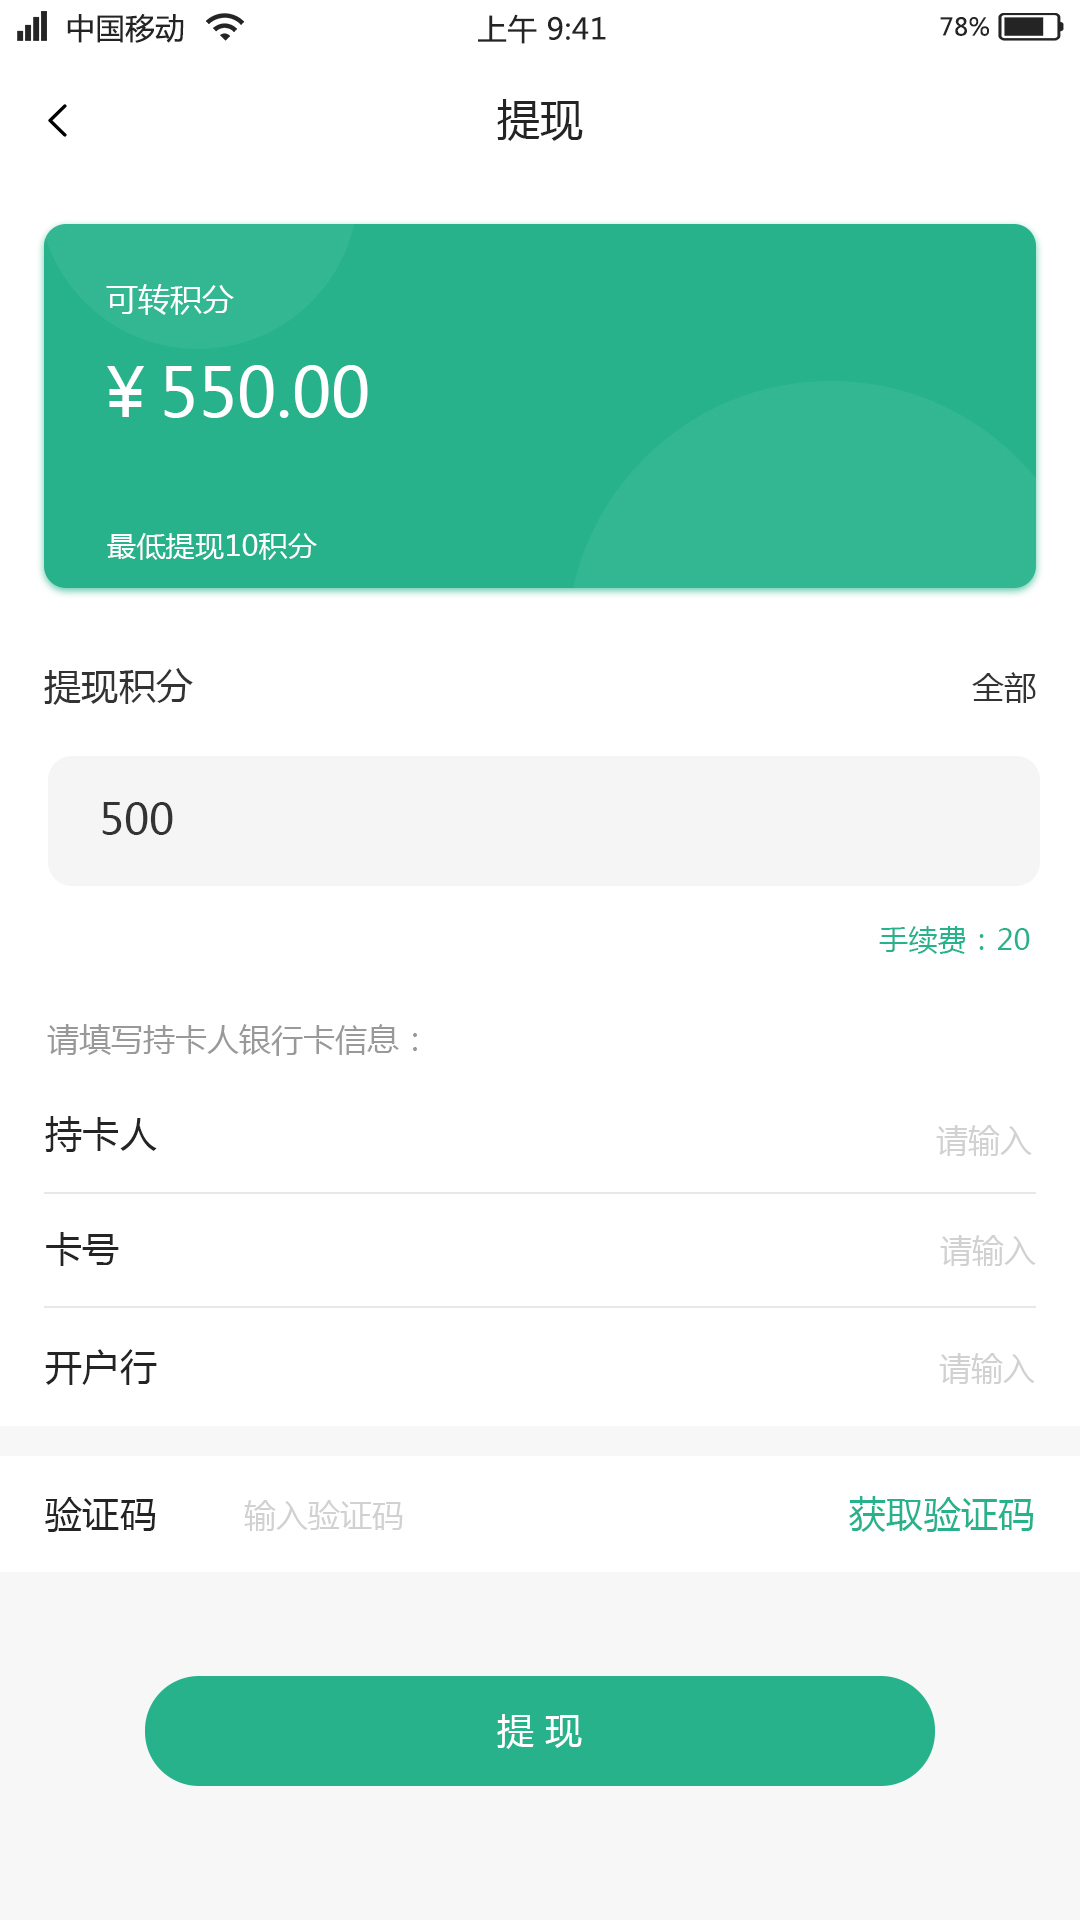 中国移动 上午 9:41 78%
提现
可转积分
¥ 550.00
最低提现10积分
提现积分 全部
500
手续费：20
请填写持卡人银行卡信息：
持卡人 请输入
卡号 请输入
开户行 请输入
验证码 输入验证码 获取验证码
提 现